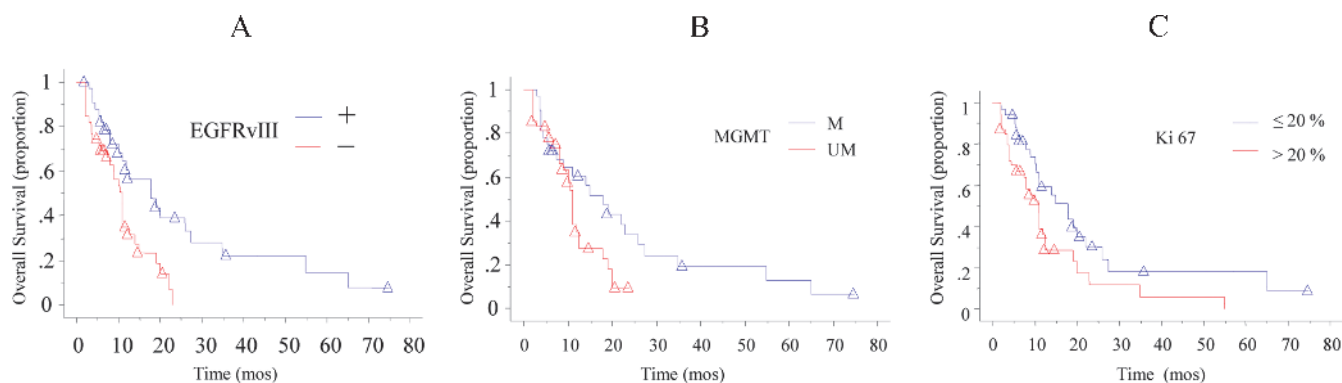 A
B
C
Overall Survival (proportion)
1
.8
.6
.4
.2
0
EGFRvIII
+
−
0 10 20 30 40 50 60 70 80
Time (mos)
Overall Survival (proportion)
1
.8
.6
.4
.2
0
MGMT
M
UM
0 10 20 30 40 50 60 70 80
Time (mos)
Overall Survival (proportion)
1
.8
.6
.4
.2
0
Ki 67
≤ 20 %
> 20 %
0 10 20 30 40 50 60 70 80
Time (mos)